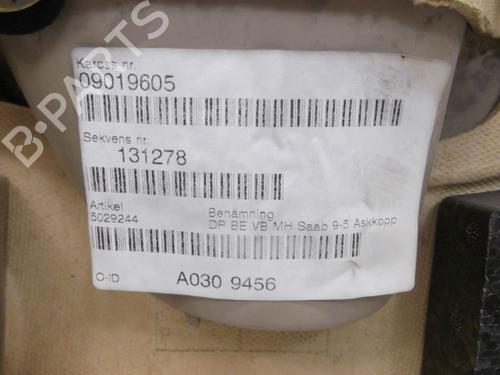 Kaross nr.
09019605
Sekvens nr.
131278
Artikel
5029244
Benämning
DP BE VB MH Saab 9-5 Askkopp
O-ID
A030 9456
B-PARTS